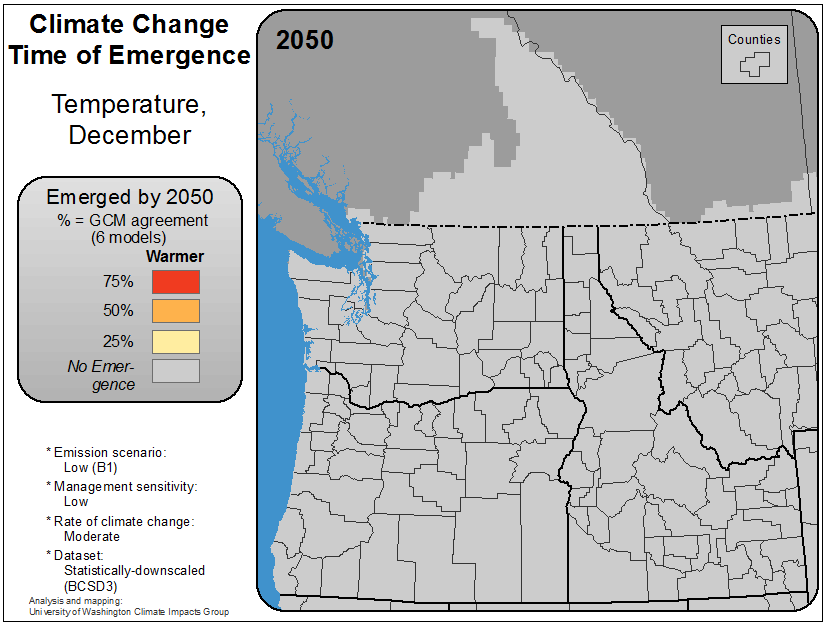 Climate Change
Time of Emergence
Temperature,
December
Emerged by 2050
% = GCM agreement
(6 models)
Warmer
75%
50%
25%
No Emer-
gence
* Emission scenario:
Low (B1)
* Management sensitivity:
Low
* Rate of climate change:
Moderate
* Dataset:
Statistically-downscaled
(BCSD3)
Analysis and mapping:
University of Washington Climate Impacts Group
2050
Counties